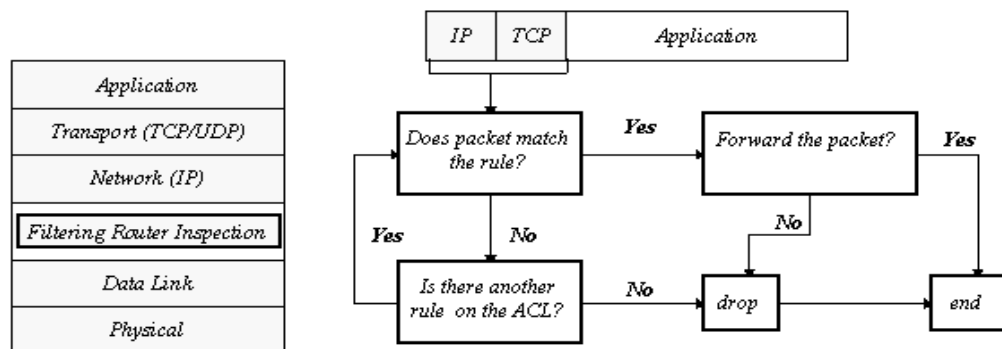 IP
TCP
Application
Application
Transport (TCP/UDP)
Network (IP)
Filtering Router Inspection
Data Link
Physical
Does packet match
the rule?
Yes
Forward the packet?
Yes
Yes
No
No
Is there another
rule on the ACL?
No
drop
end